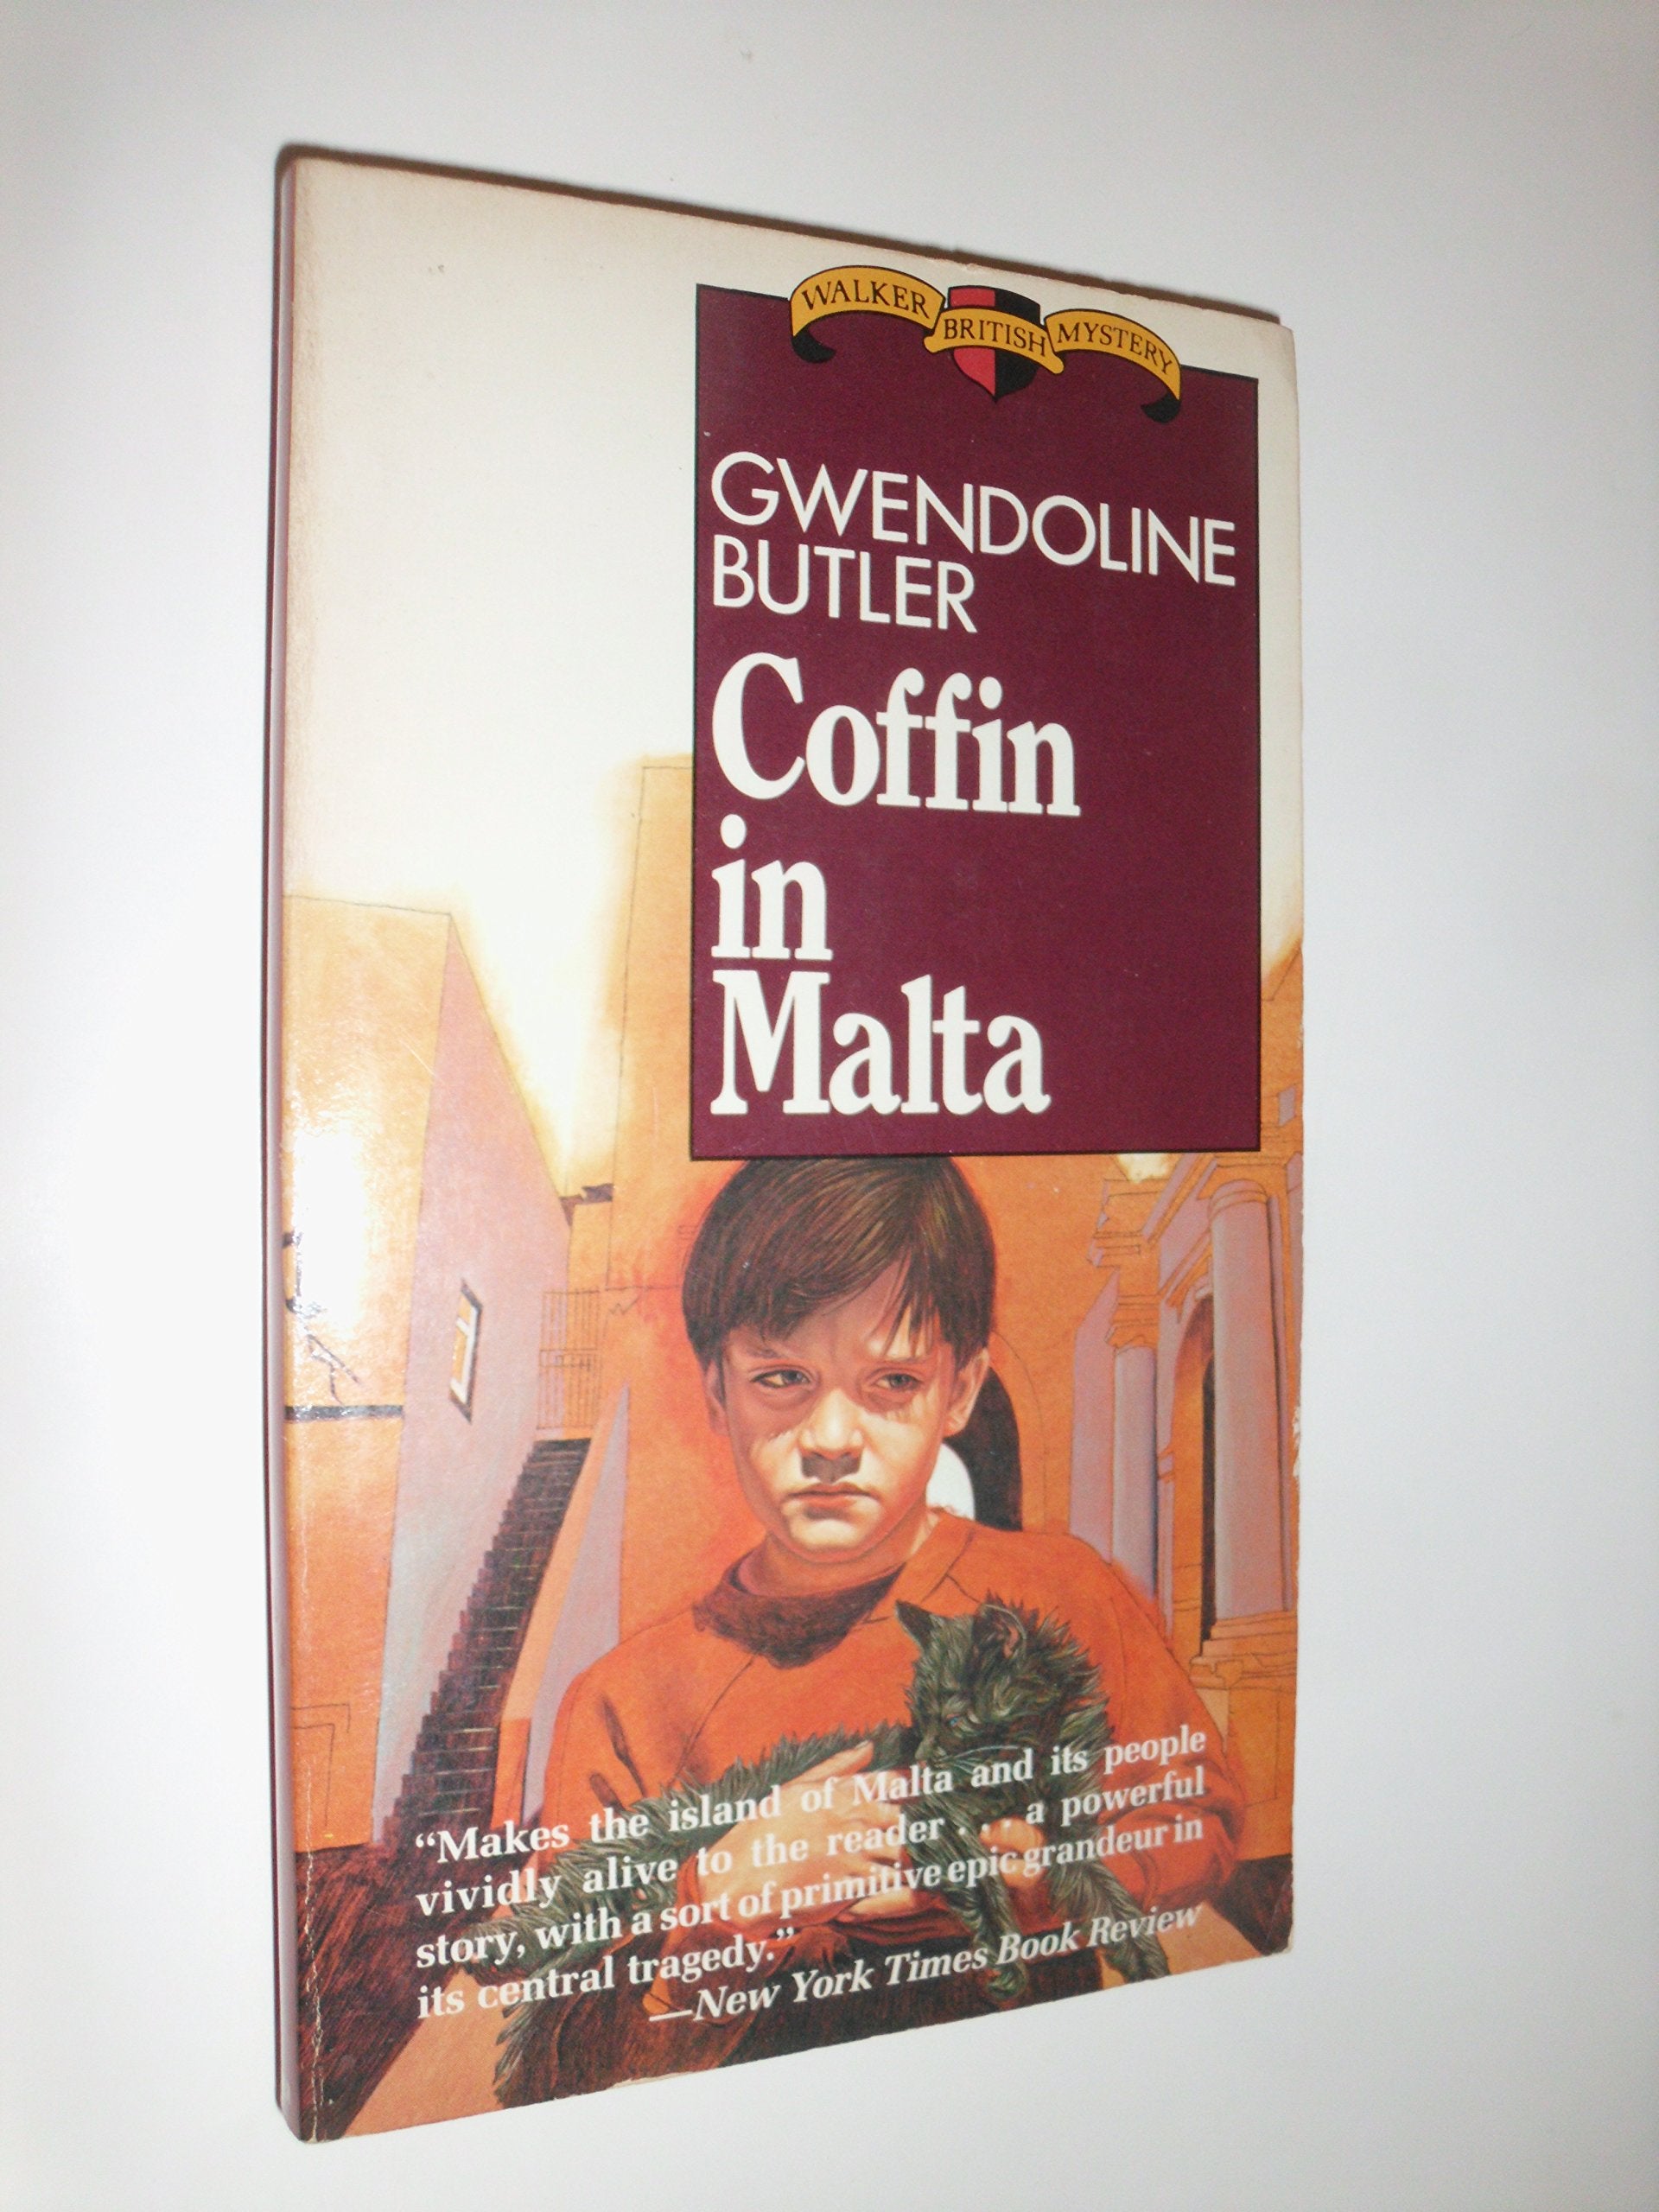 WALKER BRITISH MYSTERY
GWENDOLINE
BUTLER
Coffin
in
Malta
“Makes the island of Malta and its people
vividly alive to the reader . . . a powerful
story, with a sort of primitive epic grandeur in
its central tragedy.”
—New York Times Book Review